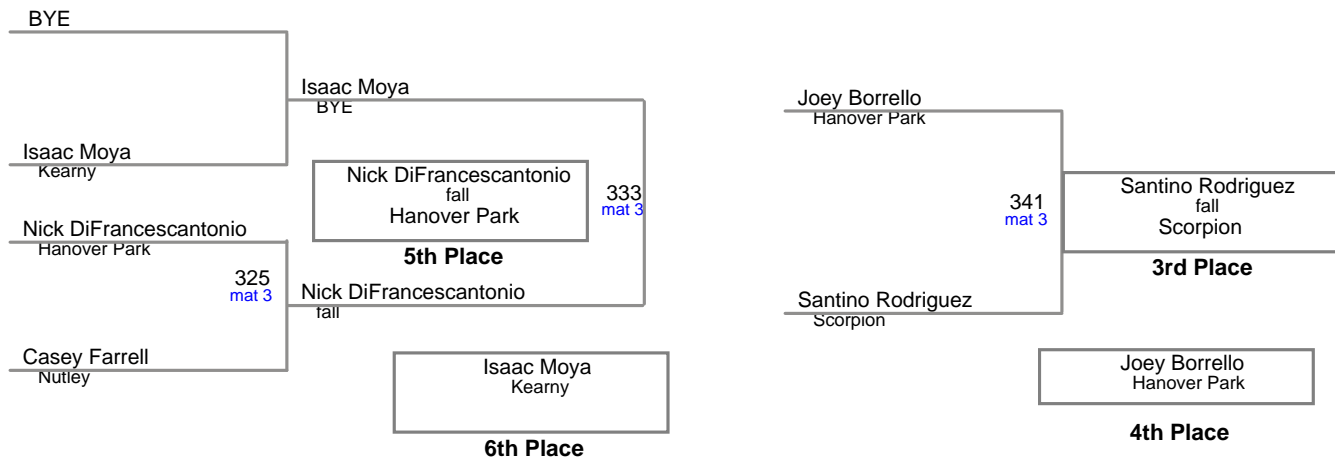 BYE
Isaac Moya
BYE
Isaac Moya
Kearny
Nick DiFrancescantonio
fall
Hanover Park
5th Place
333
mat 3
Nick DiFrancescantonio
Hanover Park
325
mat 3
Nick DiFrancescantonio
fall
Casey Farrell
Nutley
Isaac Moya
Kearny
6th Place
Joey Borrello
Hanover Park
341
mat 3
Santino Rodriguez
fall
Scorpion
3rd Place
Santino Rodriguez
Scorpion
Joey Borrello
Hanover Park
4th Place